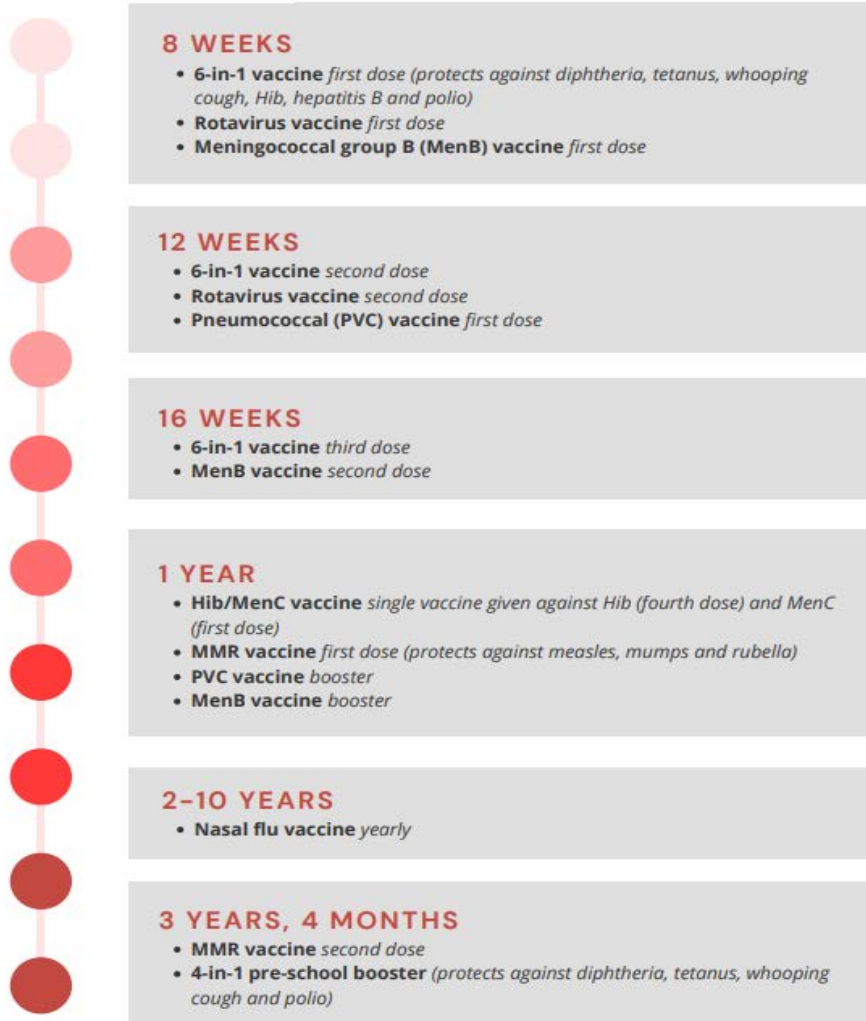 8 WEEKS
• 6-in-1 vaccine first dose (protects against diphtheria, tetanus, whooping
cough, Hib, hepatitis B and polio)
• Rotavirus vaccine first dose
• Meningococcal group B (MenB) vaccine first dose
12 WEEKS
• 6-in-1 vaccine second dose
• Rotavirus vaccine second dose
• Pneumococcal (PVC) vaccine first dose
16 WEEKS
• 6-in-1 vaccine third dose
• MenB vaccine second dose
1 YEAR
• Hib/MenC vaccine single vaccine given against Hib (fourth dose) and MenC
(first dose)
• MMR vaccine first dose (protects against measles, mumps and rubella)
• PVC vaccine booster
• MenB vaccine booster
2–10 YEARS
• Nasal flu vaccine yearly
3 YEARS, 4 MONTHS
• MMR vaccine second dose
• 4-in-1 pre-school booster (protects against diphtheria, tetanus, whooping
cough and polio)